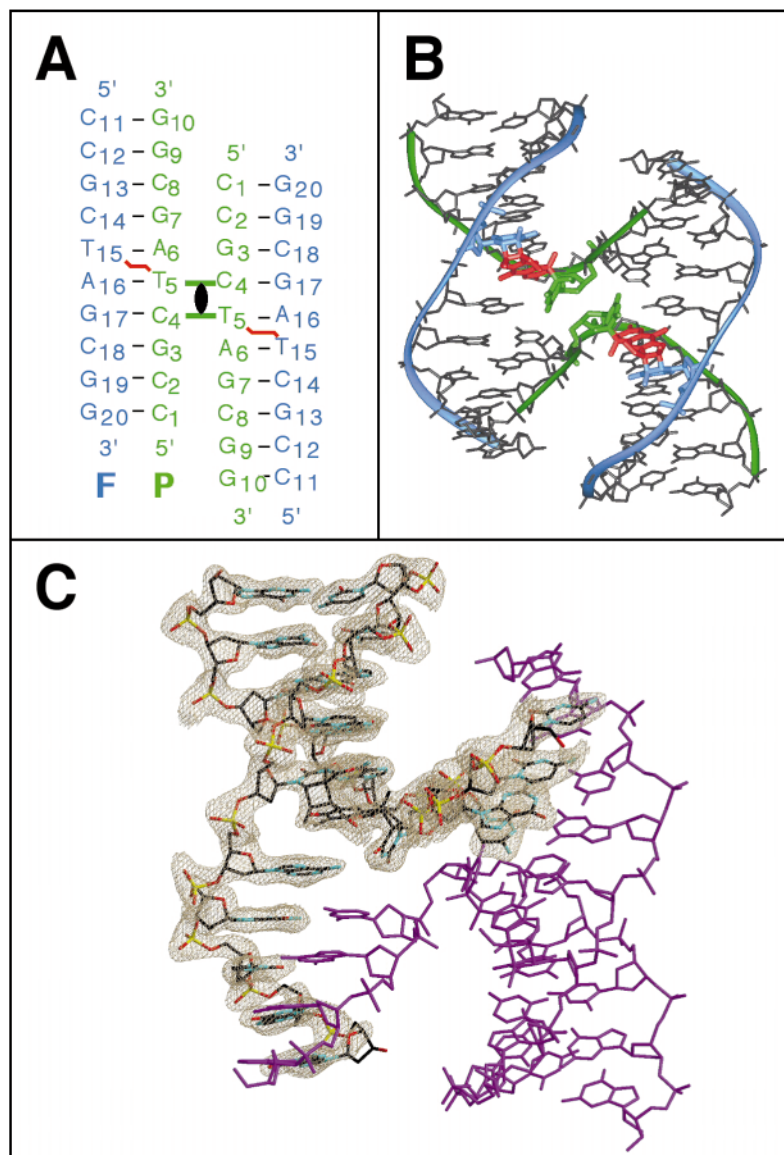 A
5' 3'
C11 – G10
C12 – G9 5' 3'
G13 – C8 C1 – G20
C14 – G7 C2 – G19
T15 – A6 G3 – C18
A16 – T5 C4 – G17
G17 – C4 T5 – A16
C18 – G3 A6 – T15
G19 – C2 G7 – C14
G20 – C1 C8 – G13
3' 5' G9 – C12
F P G10 – C11
3' 5'
B
C